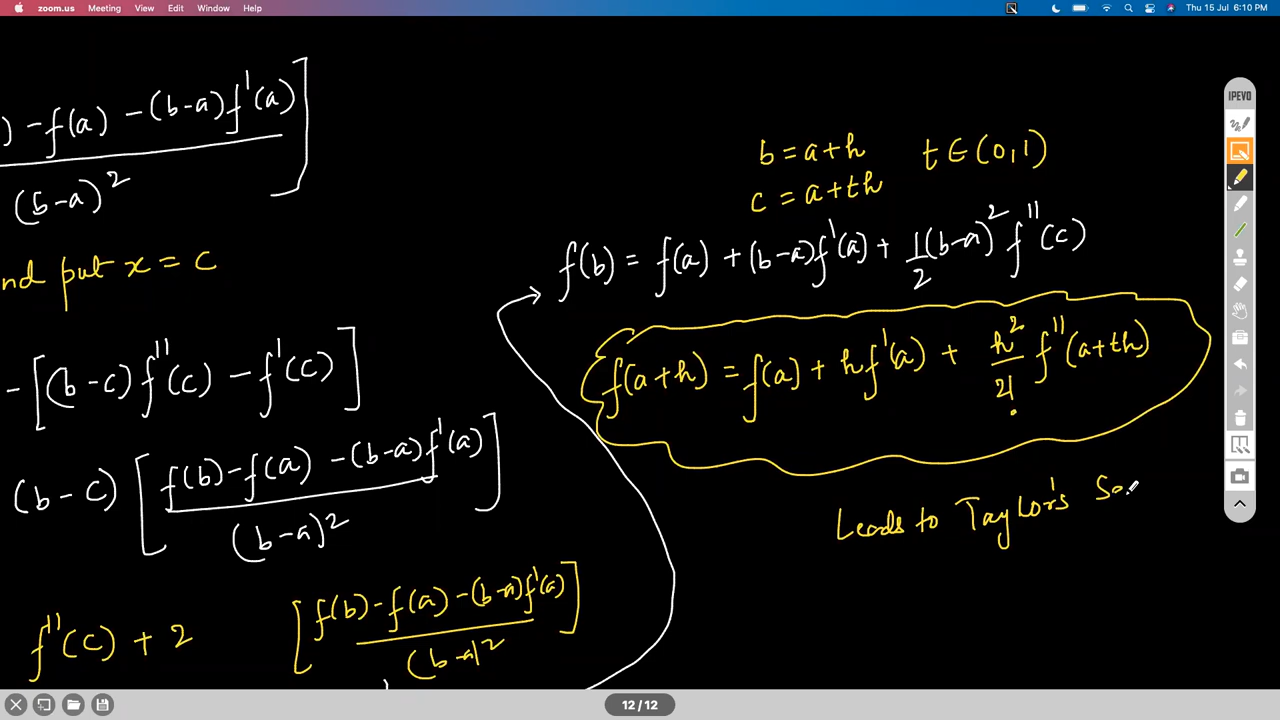 zoom.us Meeting View Edit Window Help Thu 15 Jul 6:10 PM
IPEVO
) - f(a) - (b-a)f'(a) ]
(b-a)²
nd put x = c
- [(b-c)f''(c) - f'(c)]
(b-c) [ f(b)-f(a) - (b-a)f'(a) ]
(b-a)²
f''(c) + 2 [ f(b)-f(a)-(b-a)f'(a) ]
(b-a)²
b = a+h t ∈ (0,1)
c = a+th
f(b) = f(a) + (b-a)f'(a) + 1/2 (b-a)² f''(c)
f(a+h) = f(a) + hf'(a) + h²/2! f''(a+th)
Leads to Taylor's
12/12